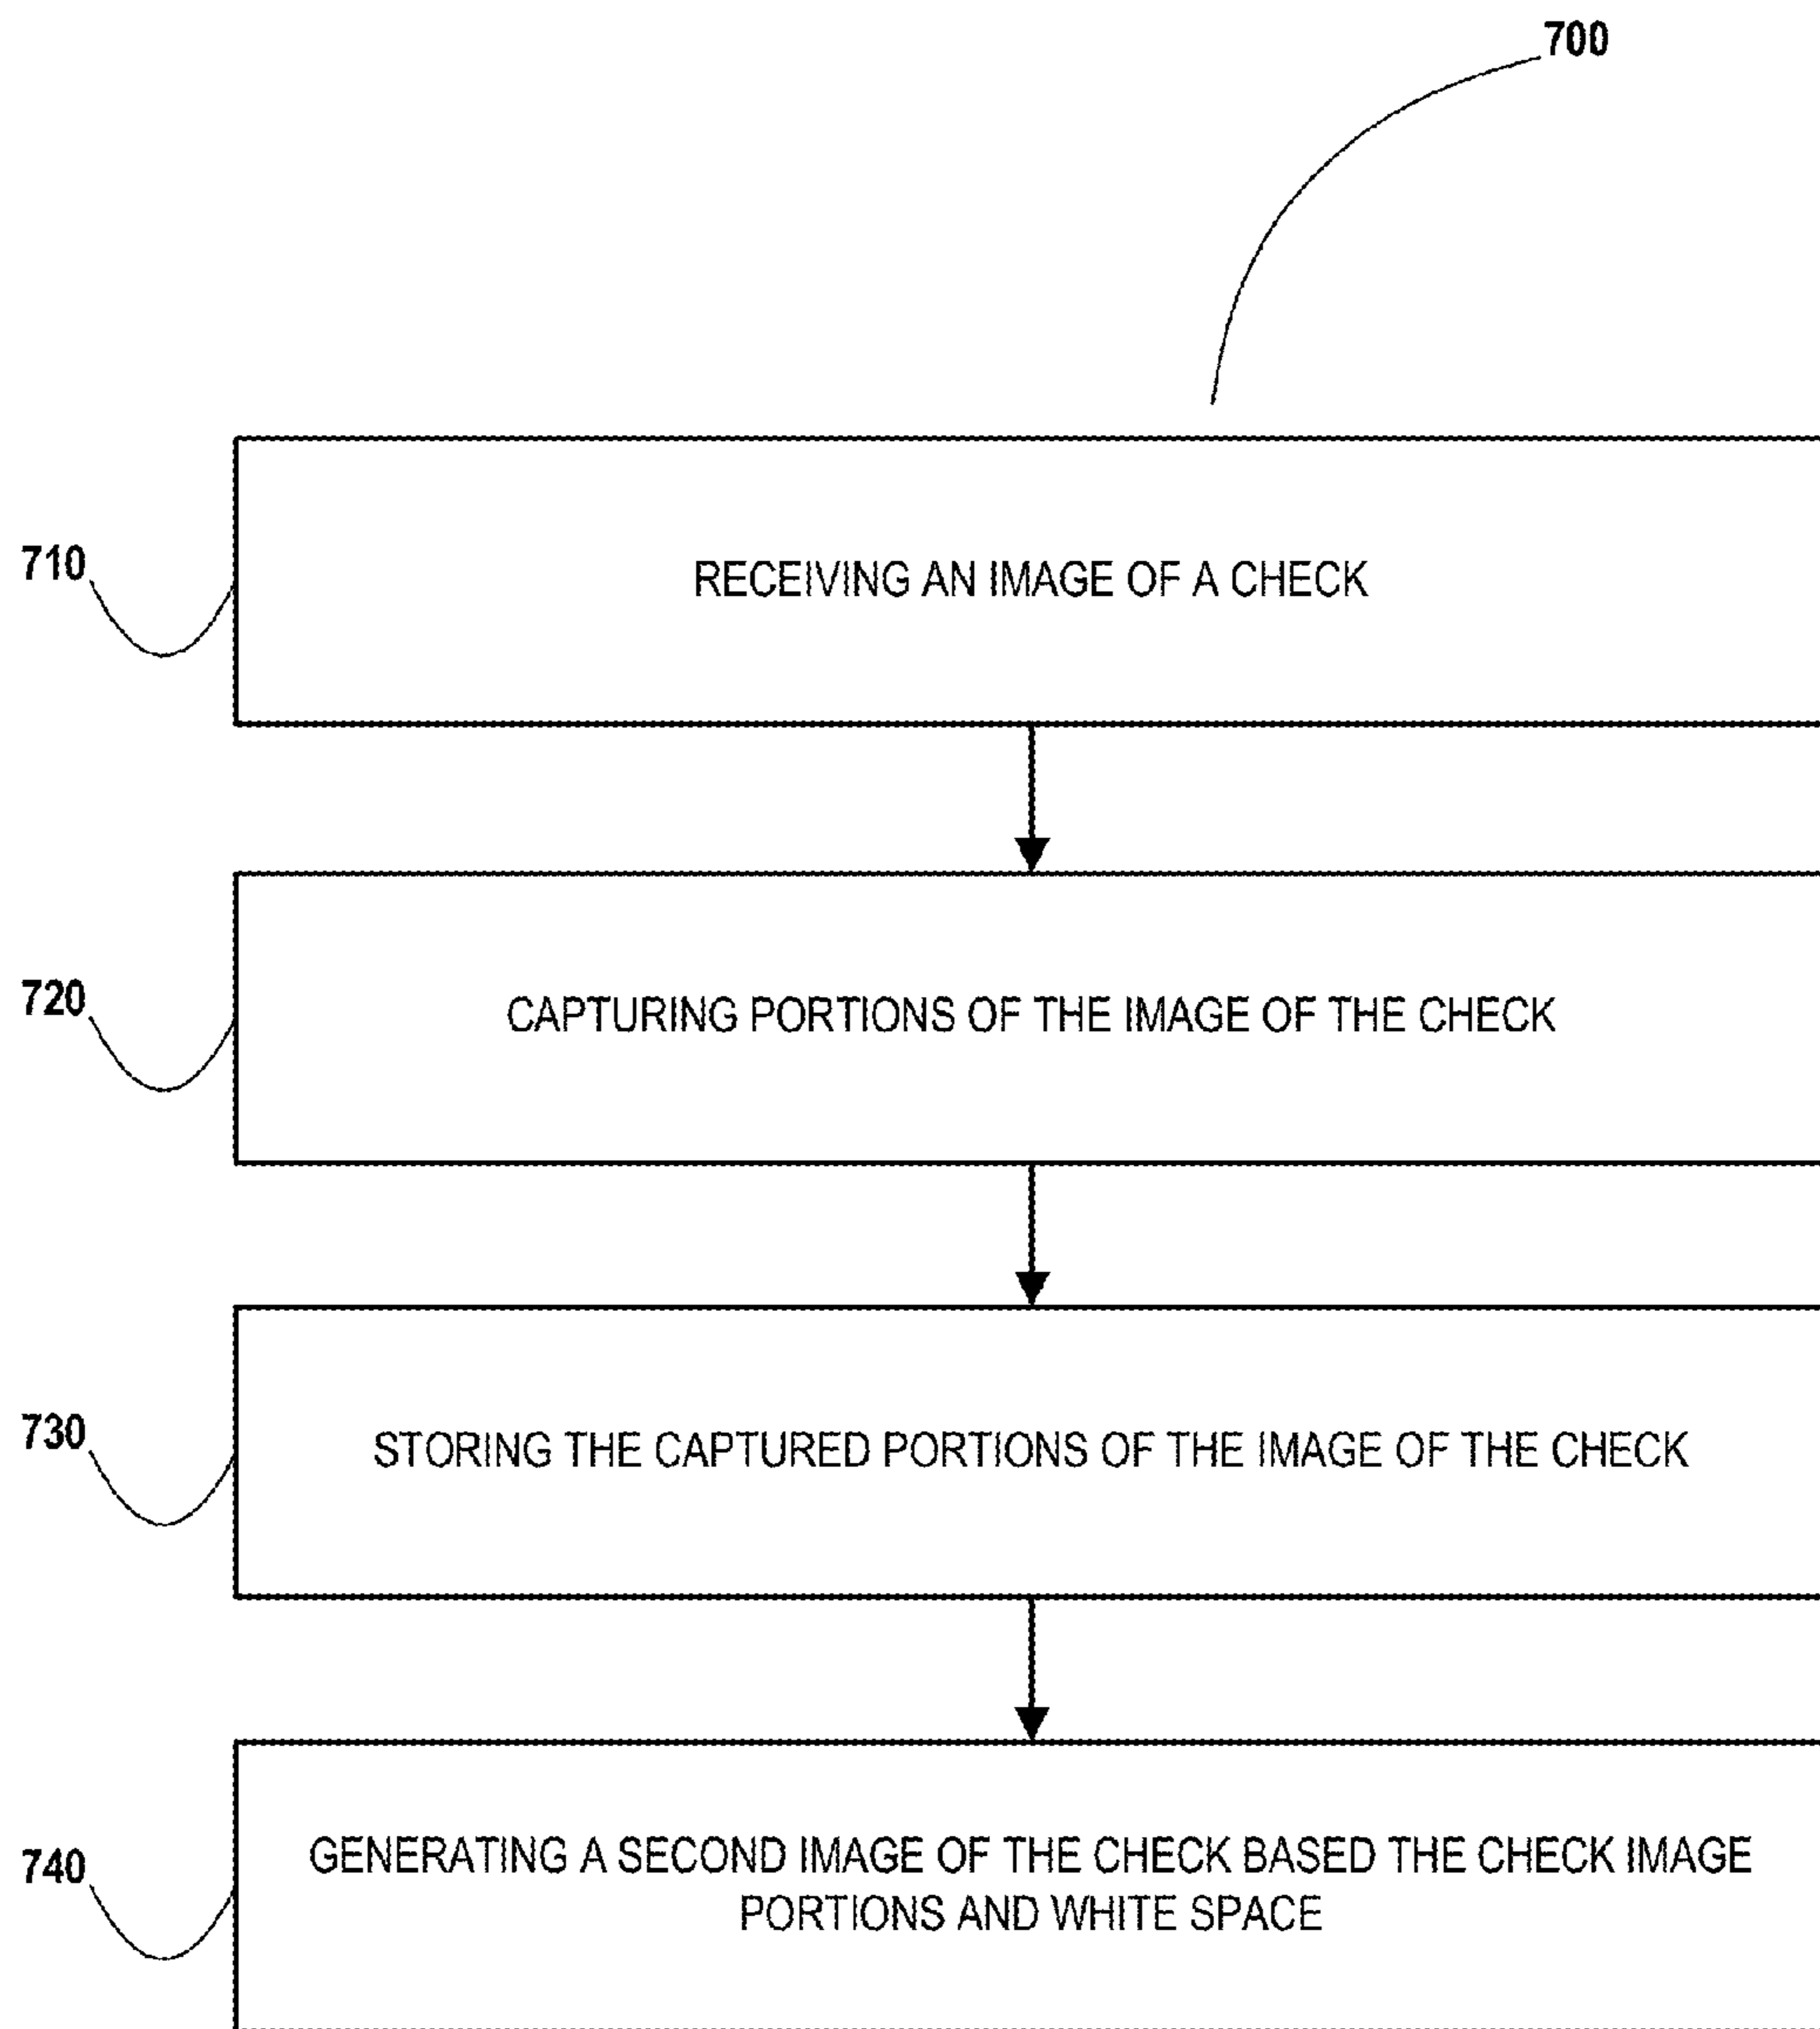 700
710
RECEIVING AN IMAGE OF A CHECK
720
CAPTURING PORTIONS OF THE IMAGE OF THE CHECK
730
STORING THE CAPTURED PORTIONS OF THE IMAGE OF THE CHECK
740
GENERATING A SECOND IMAGE OF THE CHECK BASED THE CHECK IMAGE
PORTIONS AND WHITE SPACE